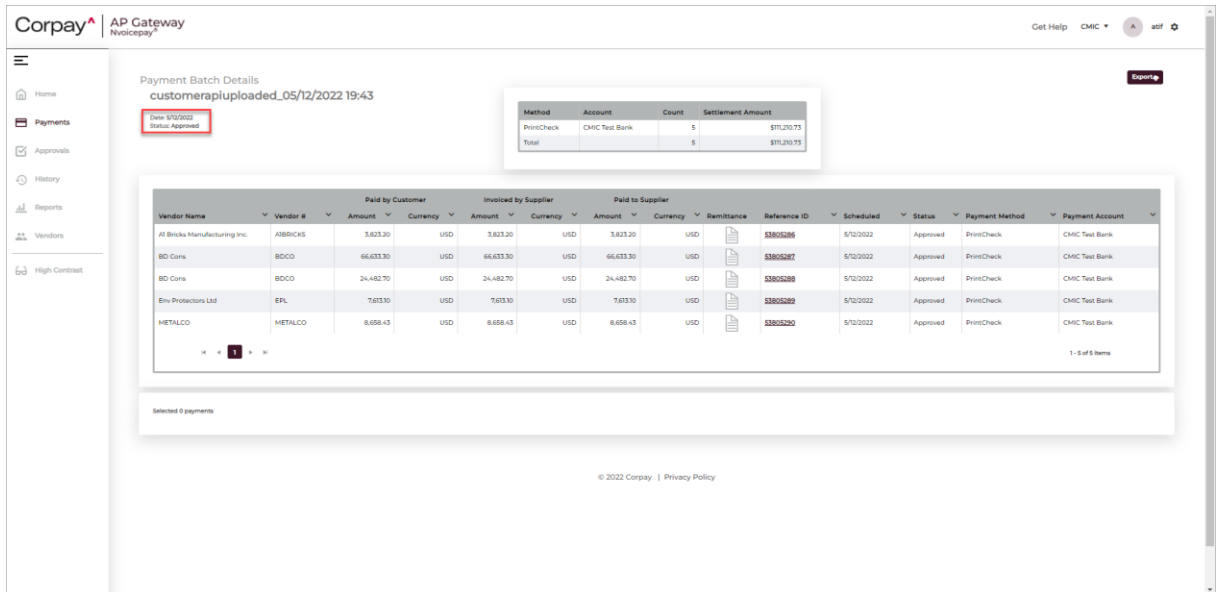 Corpay^ AP Gateway
Nvoicepay®
Get Help CMIC A atif
Home
Payments
Approvals
History
Reports
Vendors
High Contrast
Payment Batch Details
customerapiuploaded_05/12/2022 19:43
Date: 5/12/2022
Status: Approved
Export
Method Account Count Settlement Amount
PrintCheck CMIC Test Bank 5 $111,210.73
Total 5 $111,210.73
Paid by Customer Invoiced by Supplier Paid to Supplier
Vendor Name Vendor # Amount Currency Amount Currency Amount Currency Remittance Reference ID Scheduled Status Payment Method Payment Account
A1 Bricks Manufacturing Inc. A1BRICKS 3,823.20 USD 3,823.20 USD 3,823.20 USD 53805286 5/12/2022 Approved PrintCheck CMIC Test Bank
BD Cons BDCO 66,633.30 USD 66,633.30 USD 66,633.30 USD 53805287 5/12/2022 Approved PrintCheck CMIC Test Bank
BD Cons BDCO 24,482.70 USD 24,482.70 USD 24,482.70 USD 53805288 5/12/2022 Approved PrintCheck CMIC Test Bank
Env Protectors Ltd EPL 7,613.10 USD 7,613.10 USD 7,613.10 USD 53805289 5/12/2022 Approved PrintCheck CMIC Test Bank
METALCO METALCO 8,658.43 USD 8,658.43 USD 8,658.43 USD 53805290 5/12/2022 Approved PrintCheck CMIC Test Bank
1 1 - 5 of 5 items
Selected 0 payments
© 2022 Corpay | Privacy Policy